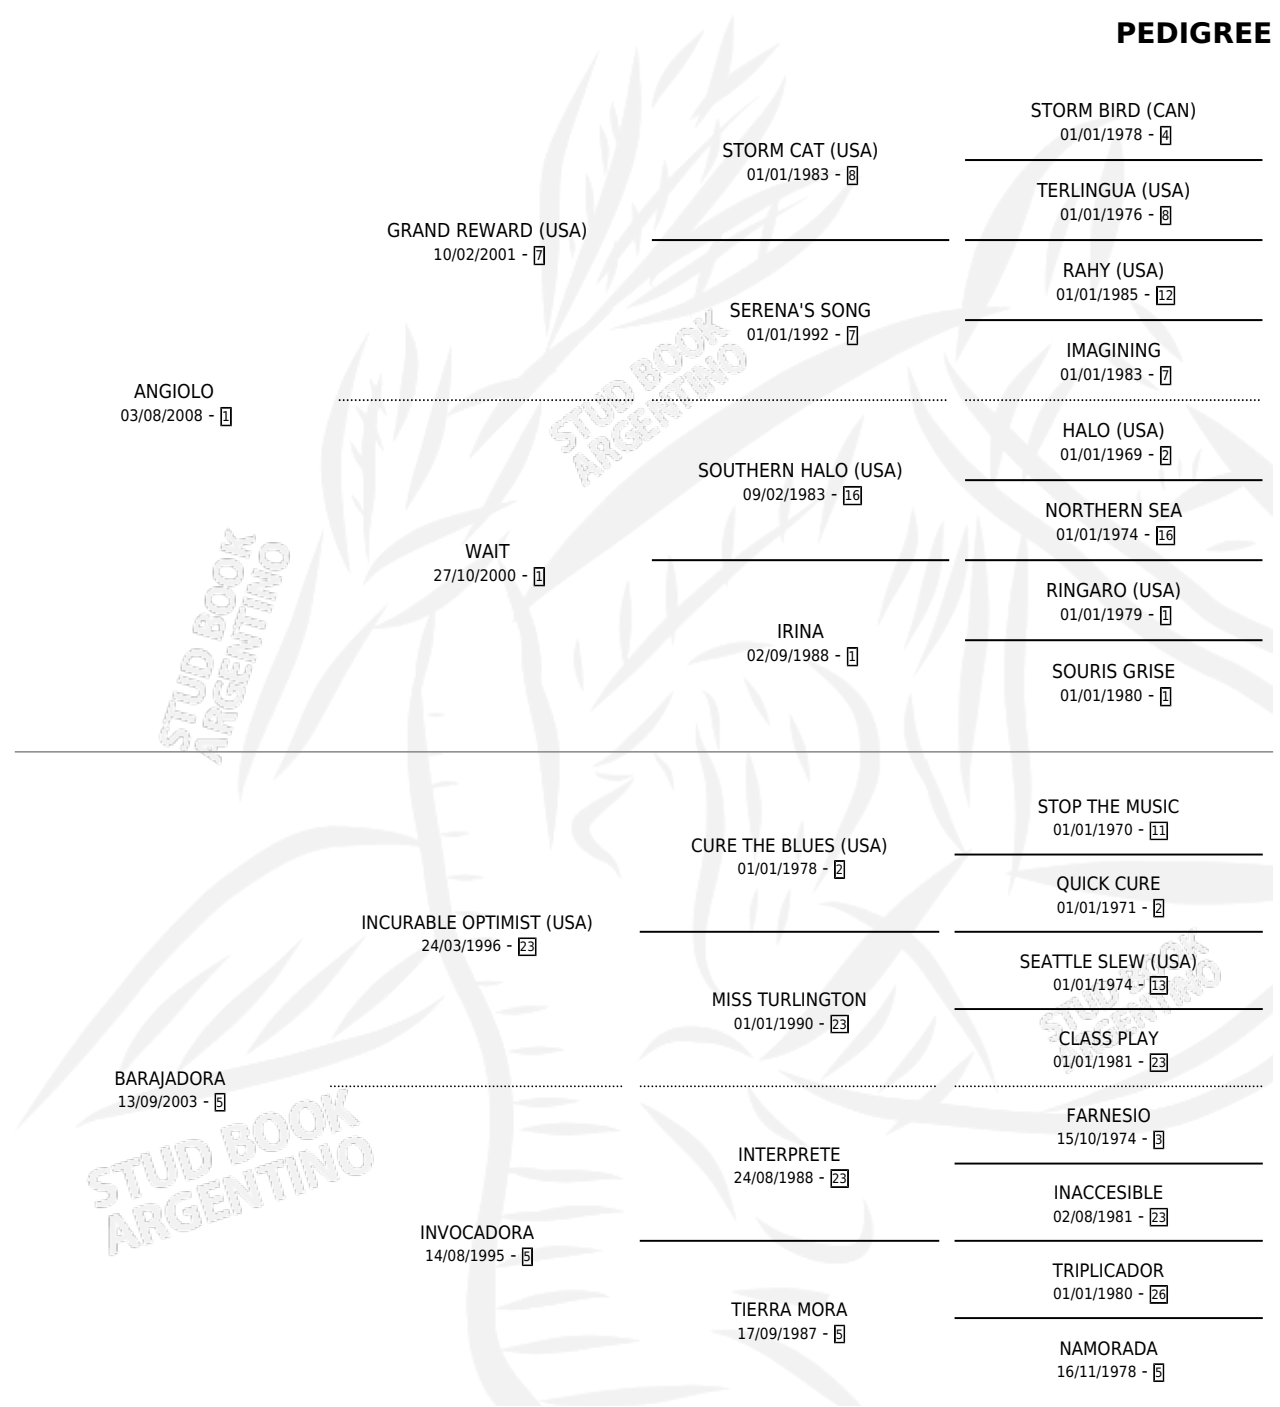 PEDIGREE
STORM BIRD (CAN)
01/01/1978 - 4
STORM CAT (USA)
01/01/1983 - 8
TERLINGUA (USA)
01/01/1976 - 8
GRAND REWARD (USA)
10/02/2001 - 7
RAHY (USA)
01/01/1985 - 12
SERENA'S SONG
01/01/1992 - 7
IMAGINING
01/01/1983 - 7
ANGIOLO
03/08/2008 - 1
HALO (USA)
01/01/1969 - 2
SOUTHERN HALO (USA)
09/02/1983 - 16
NORTHERN SEA
01/01/1974 - 16
WAIT
27/10/2000 - 1
RINGARO (USA)
01/01/1979 - 1
IRINA
02/09/1988 - 1
SOURIS GRISE
01/01/1980 - 1
STOP THE MUSIC
01/01/1970 - 11
CURE THE BLUES (USA)
01/01/1978 - 2
QUICK CURE
01/01/1971 - 2
INCURABLE OPTIMIST (USA)
24/03/1996 - 23
SEATTLE SLEW (USA)
01/01/1974 - 13
MISS TURLINGTON
01/01/1990 - 23
CLASS PLAY
01/01/1981 - 23
BARAJADORA
13/09/2003 - 5
FARNESIO
15/10/1974 - 3
INTERPRETE
24/08/1988 - 23
INACCESIBLE
02/08/1981 - 23
INVOCADORA
14/08/1995 - 5
TRIPLICADOR
01/01/1980 - 26
TIERRA MORA
17/09/1987 - 5
NAMORADA
16/11/1978 - 5
STUD BOOK
ARGENTINO
STUD BOOK
ARGENTINO
STUD BOOK
ARGENTINO
STUD BOOK
ARGENTINO